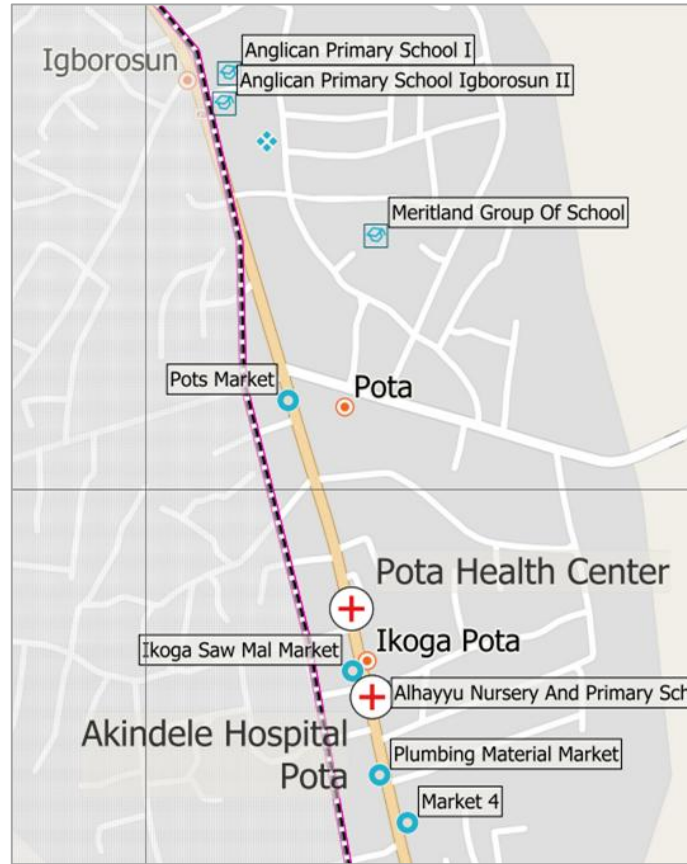 Anglican Primary School I
Igborosun
Anglican Primary School Igborosun II
Meritland Group Of School
Pots Market
Pota
Pota Health Center
Ikoga Saw Mal Market
Ikoga Pota
Alhayyu Nursery And Primary Sch
Akindele Hospital
Pota
Plumbing Material Market
Market 4